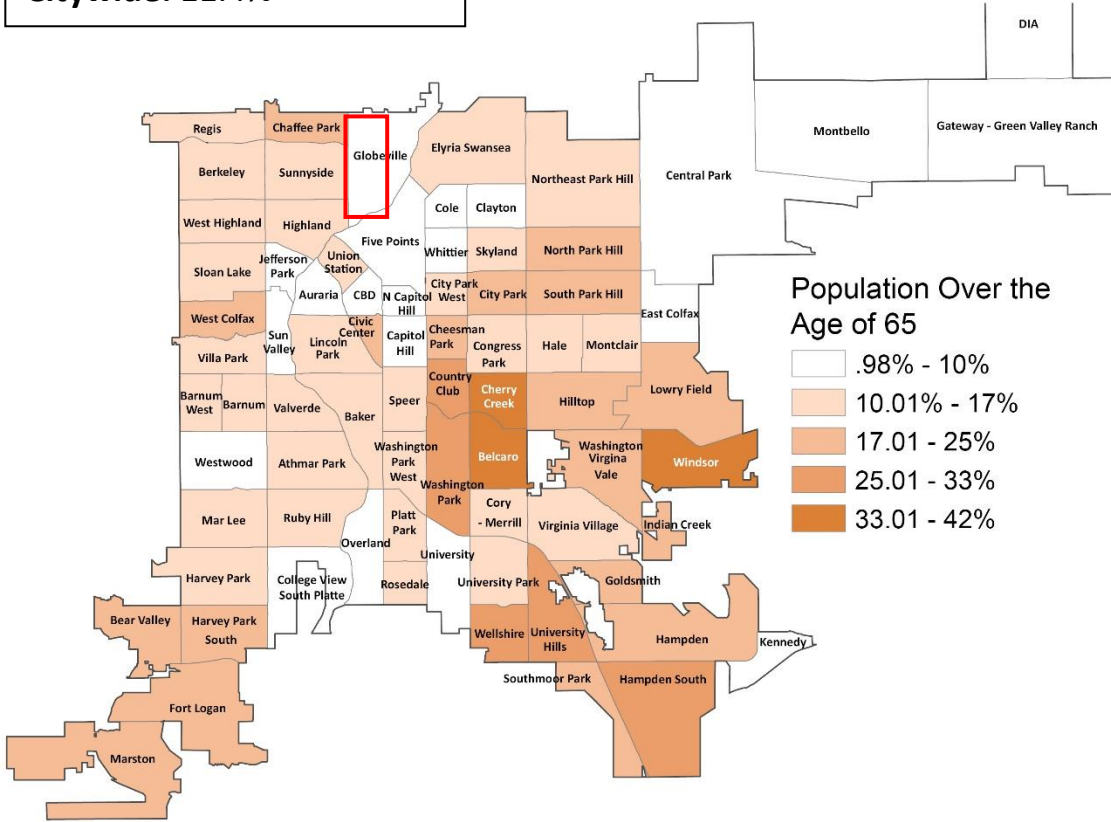 DIA
Montbello
Gateway - Green Valley Ranch
Central Park
Regis
Chaffee Park
Globeville
Elyria Swansea
Berkeley
Sunnyside
Northeast Park Hill
West Highland
Highland
Cole
Clayton
Five Points
Jefferson
Park
Union
Station
Whittier
Skyland
North Park Hill
Sloan Lake
Auraria
CBD
N Capitol
Hill
City Park
West
City Park
South Park Hill
West Colfax
Sun
Valley
Lincoln
Park
Civic
Center
Capitol
Hill
Cheesman
Park
Congress
Park
Hale
Montclair
East Colfax
Villa Park
Barnum
West
Barnum
Valverde
Baker
Speer
Country
Club
Cherry
Creek
Hilltop
Lowry Field
Westwood
Athmar Park
Washington
Park
West
Washington
Park
Belcaro
Washington
Virgina
Vale
Windsor
Mar Lee
Ruby Hill
Overland
Platt
Park
University
Cory
- Merrill
Virginia Village
Indian Creek
Harvey Park
College View
South Platte
Rosedale
University Park
Goldsmith
Bear Valley
Harvey Park
South
Wellshire
University
Hills
Hampden
Kennedy
Southmoor Park
Hampden South
Fort Logan
Marston
Population Over the
Age of 65
.98% - 10%
10.01% - 17%
17.01 - 25%
25.01 - 33%
33.01 - 42%